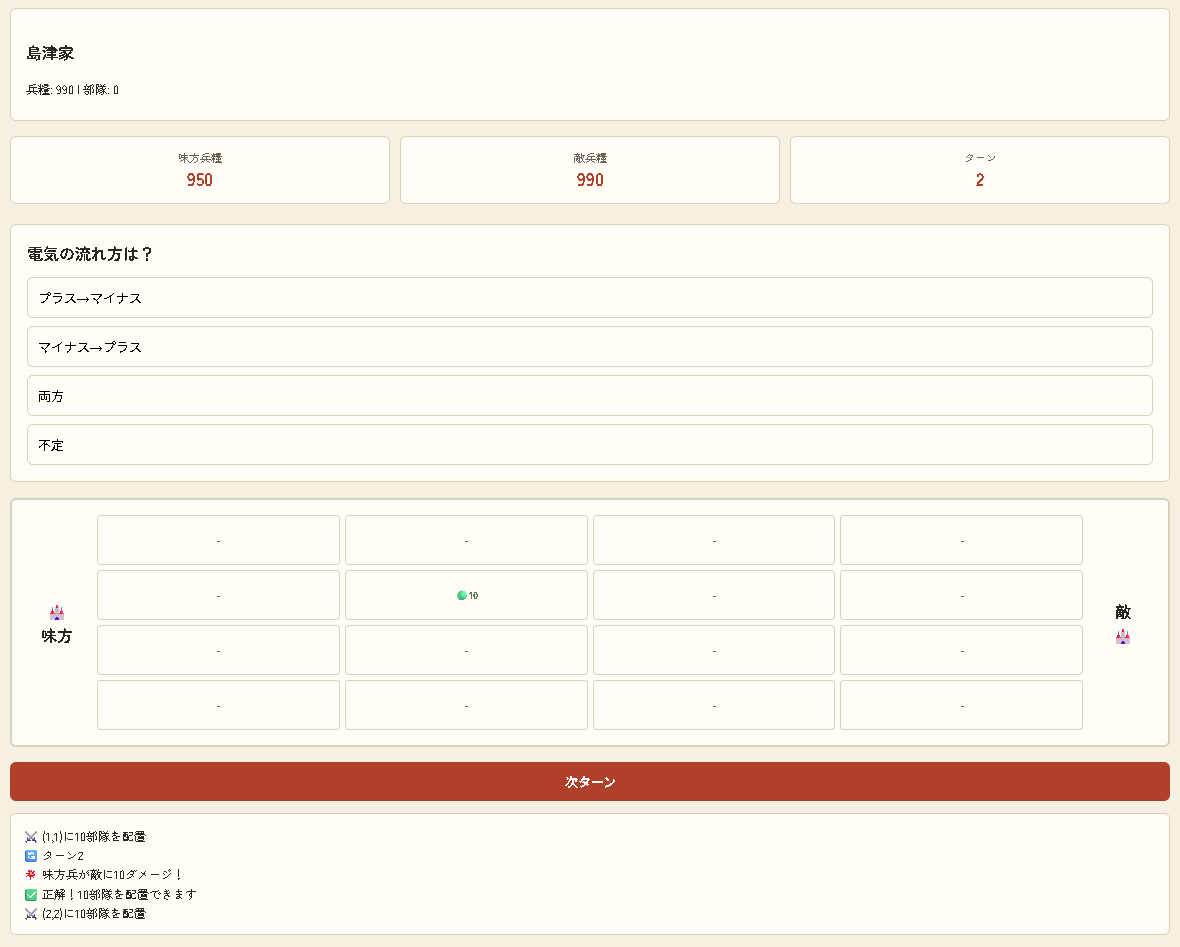 島津家
兵糧: 990 | 部隊: 0
味方兵糧
950
敵兵糧
990
ターン
2
電気の流れ方は？
プラス→マイナス
マイナス→プラス
両方
不定
- - - -
- 10 - -
- - - -
- - - -
味方
敵
次ターン
(1,1)に10部隊を配置
ターン2
味方兵が敵に10ダメージ！
正解！10部隊を配置できます
(2,2)に10部隊を配置